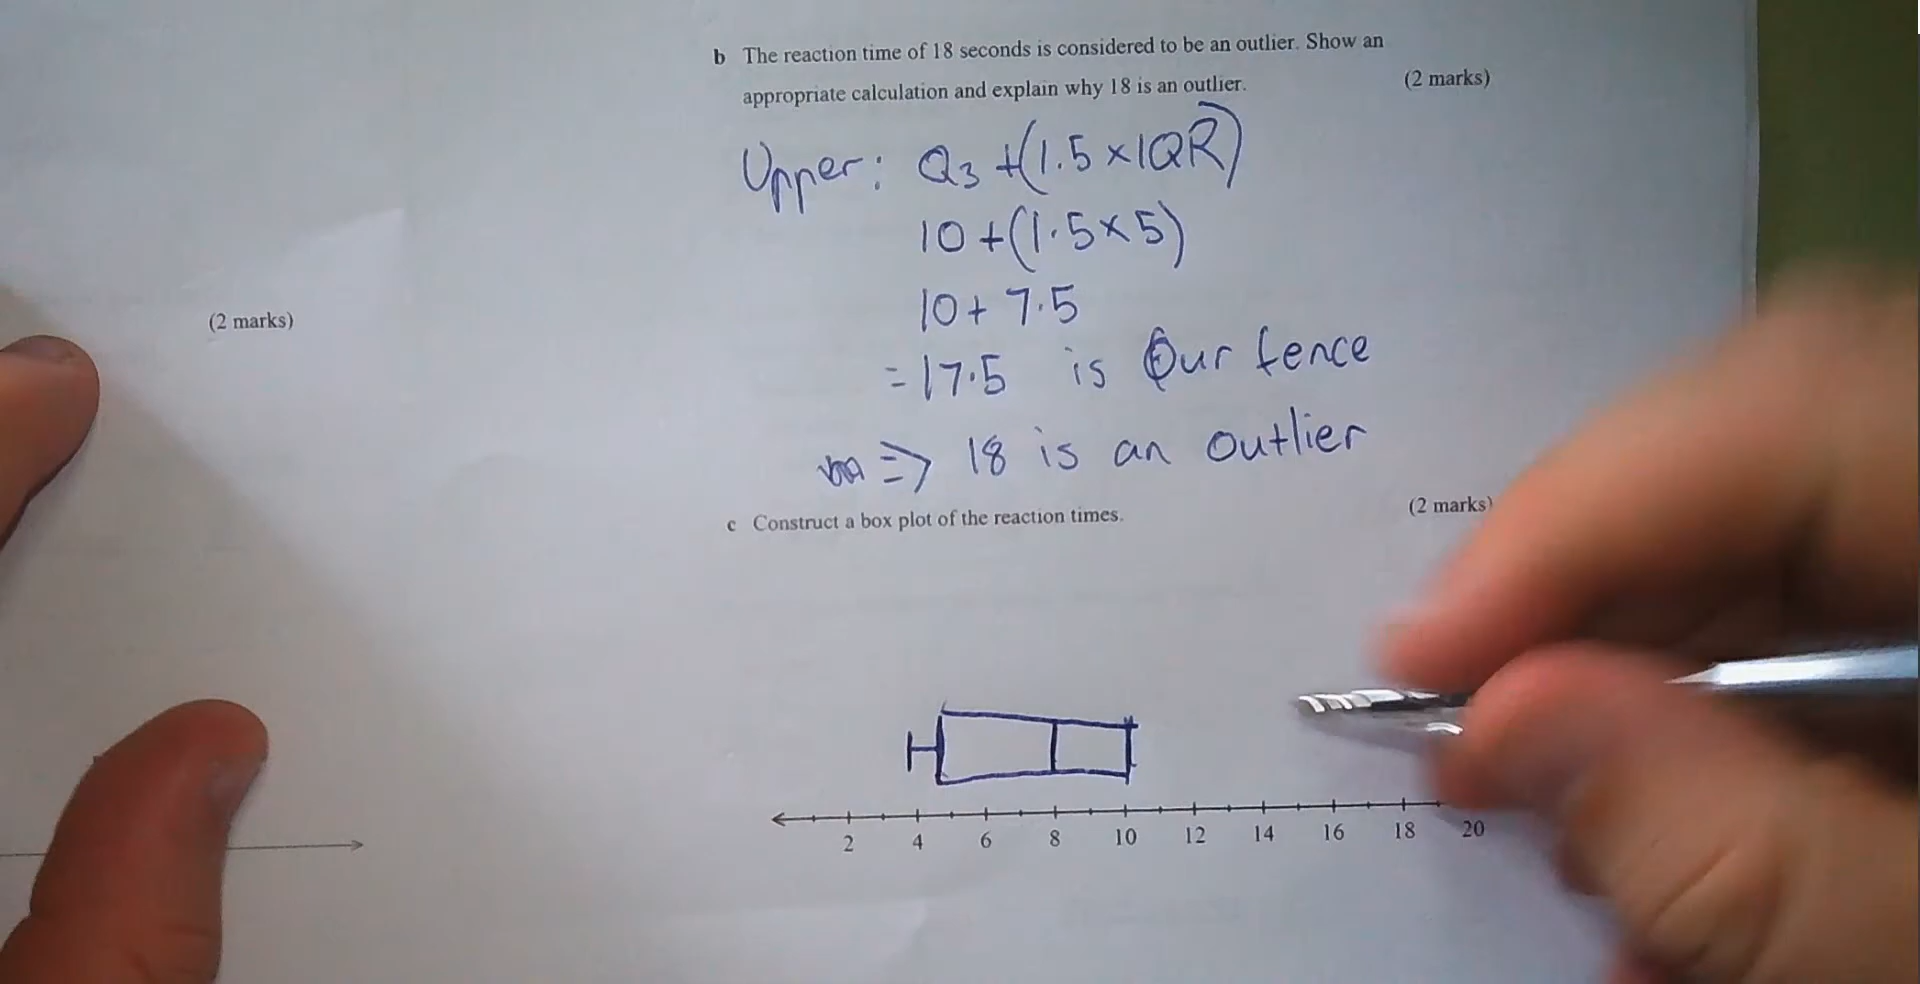 b The reaction time of 18 seconds is considered to be an outlier. Show an
appropriate calculation and explain why 18 is an outlier. (2 marks)
Upper: Q3 +(1.5×IQR)
10 +(1.5×5)
10+ 7.5
(2 marks)
=17.5 is Our fence
=> 18 is an outlier
c Construct a box plot of the reaction times. (2 marks)
2 4 6 8 10 12 14 16 18 20